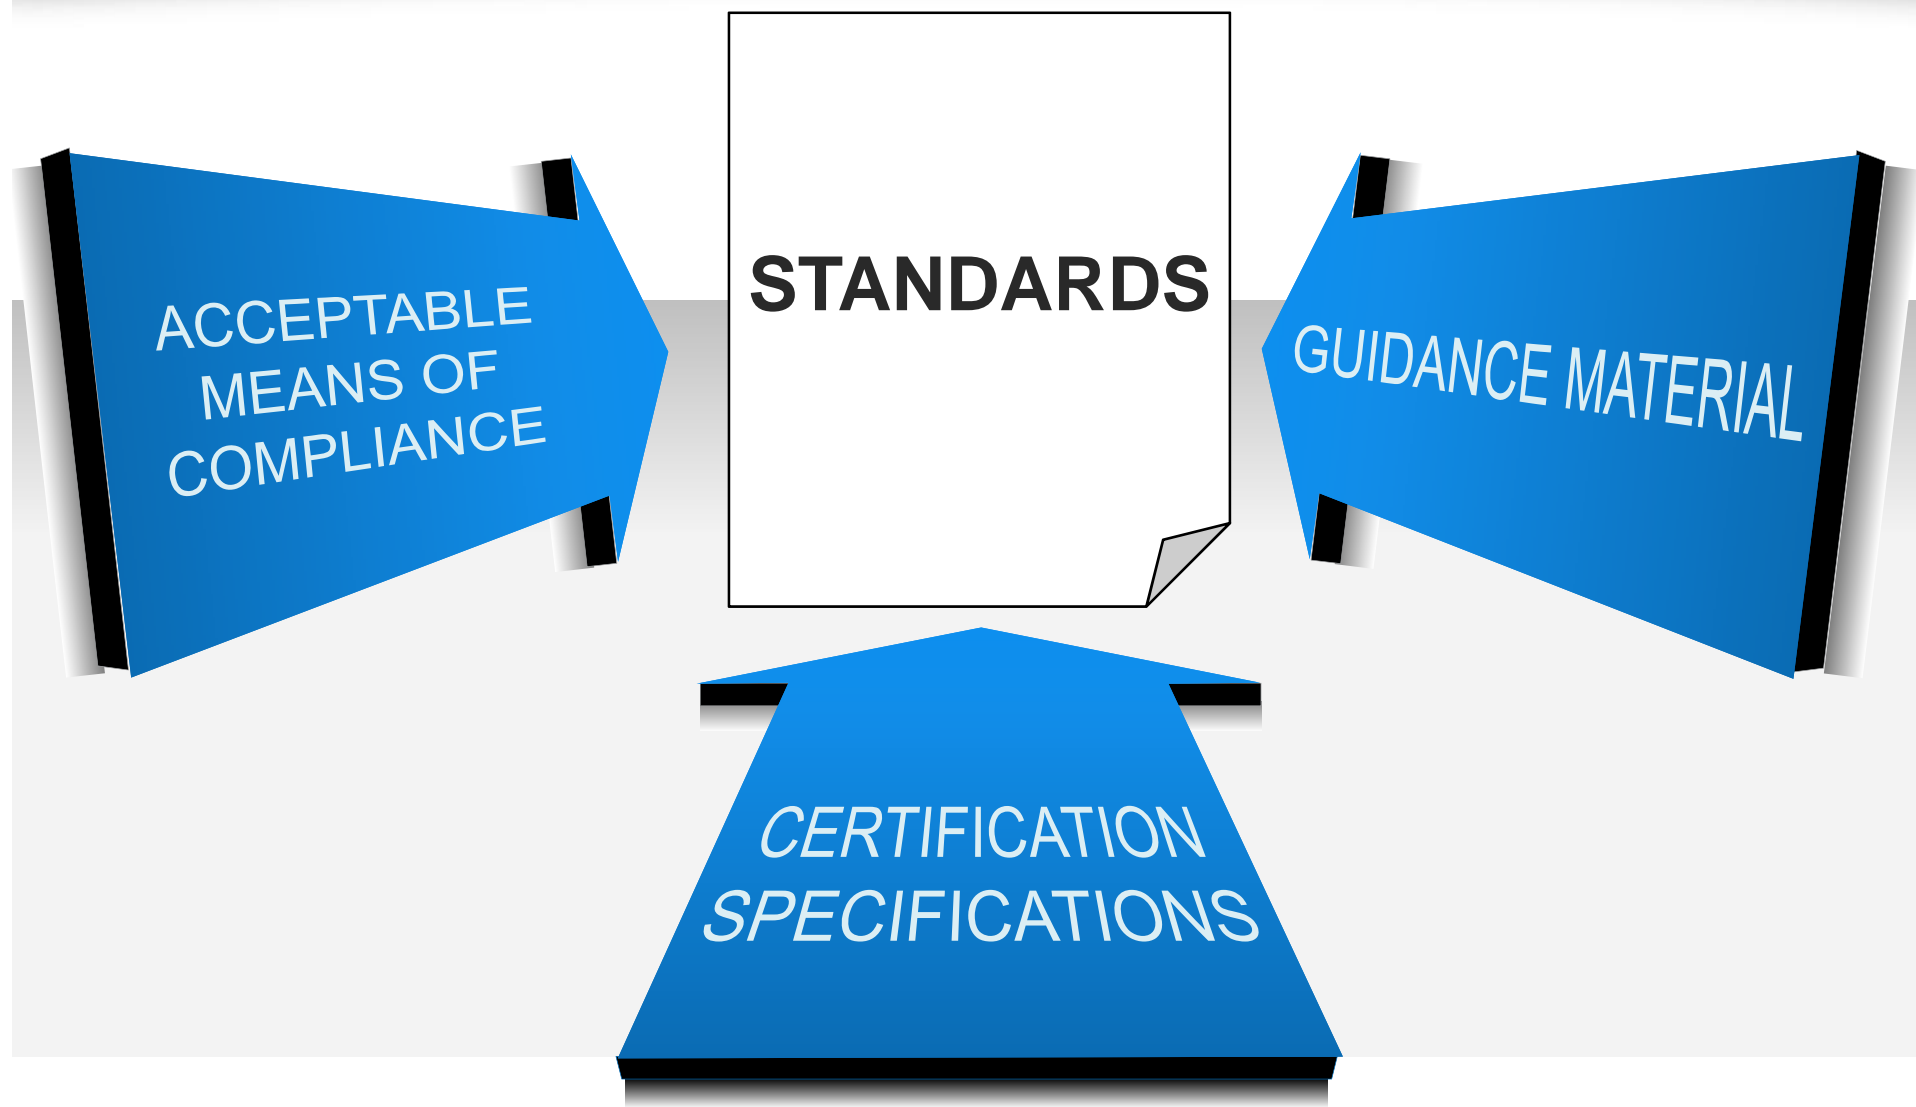 STANDARDS
ACCEPTABLE
MEANS OF
COMPLIANCE
GUIDANCE MATERIAL
CERTIFICATION
SPECIFICATIONS